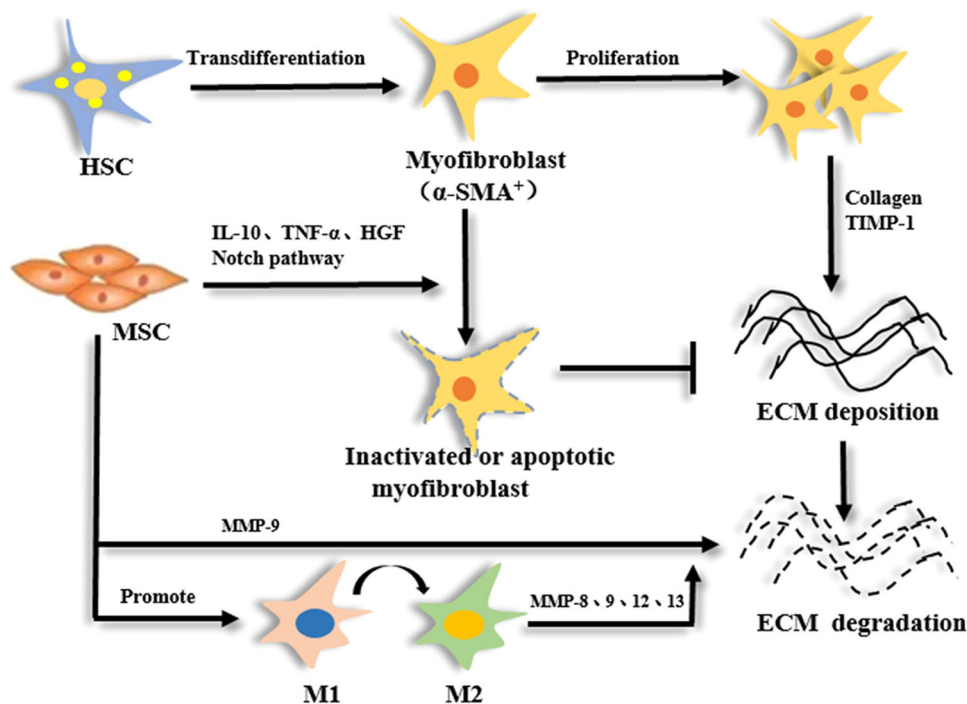 Transdifferentiation
Proliferation
HSC
Myofibroblast
(α-SMA⁺)
Collagen
TIMP-1
IL-10、TNF-α、HGF
Notch pathway
MSC
ECM deposition
Inactivated or apoptotic
myofibroblast
MMP-9
Promote
MMP-8、9、12、13
ECM degradation
M1
M2